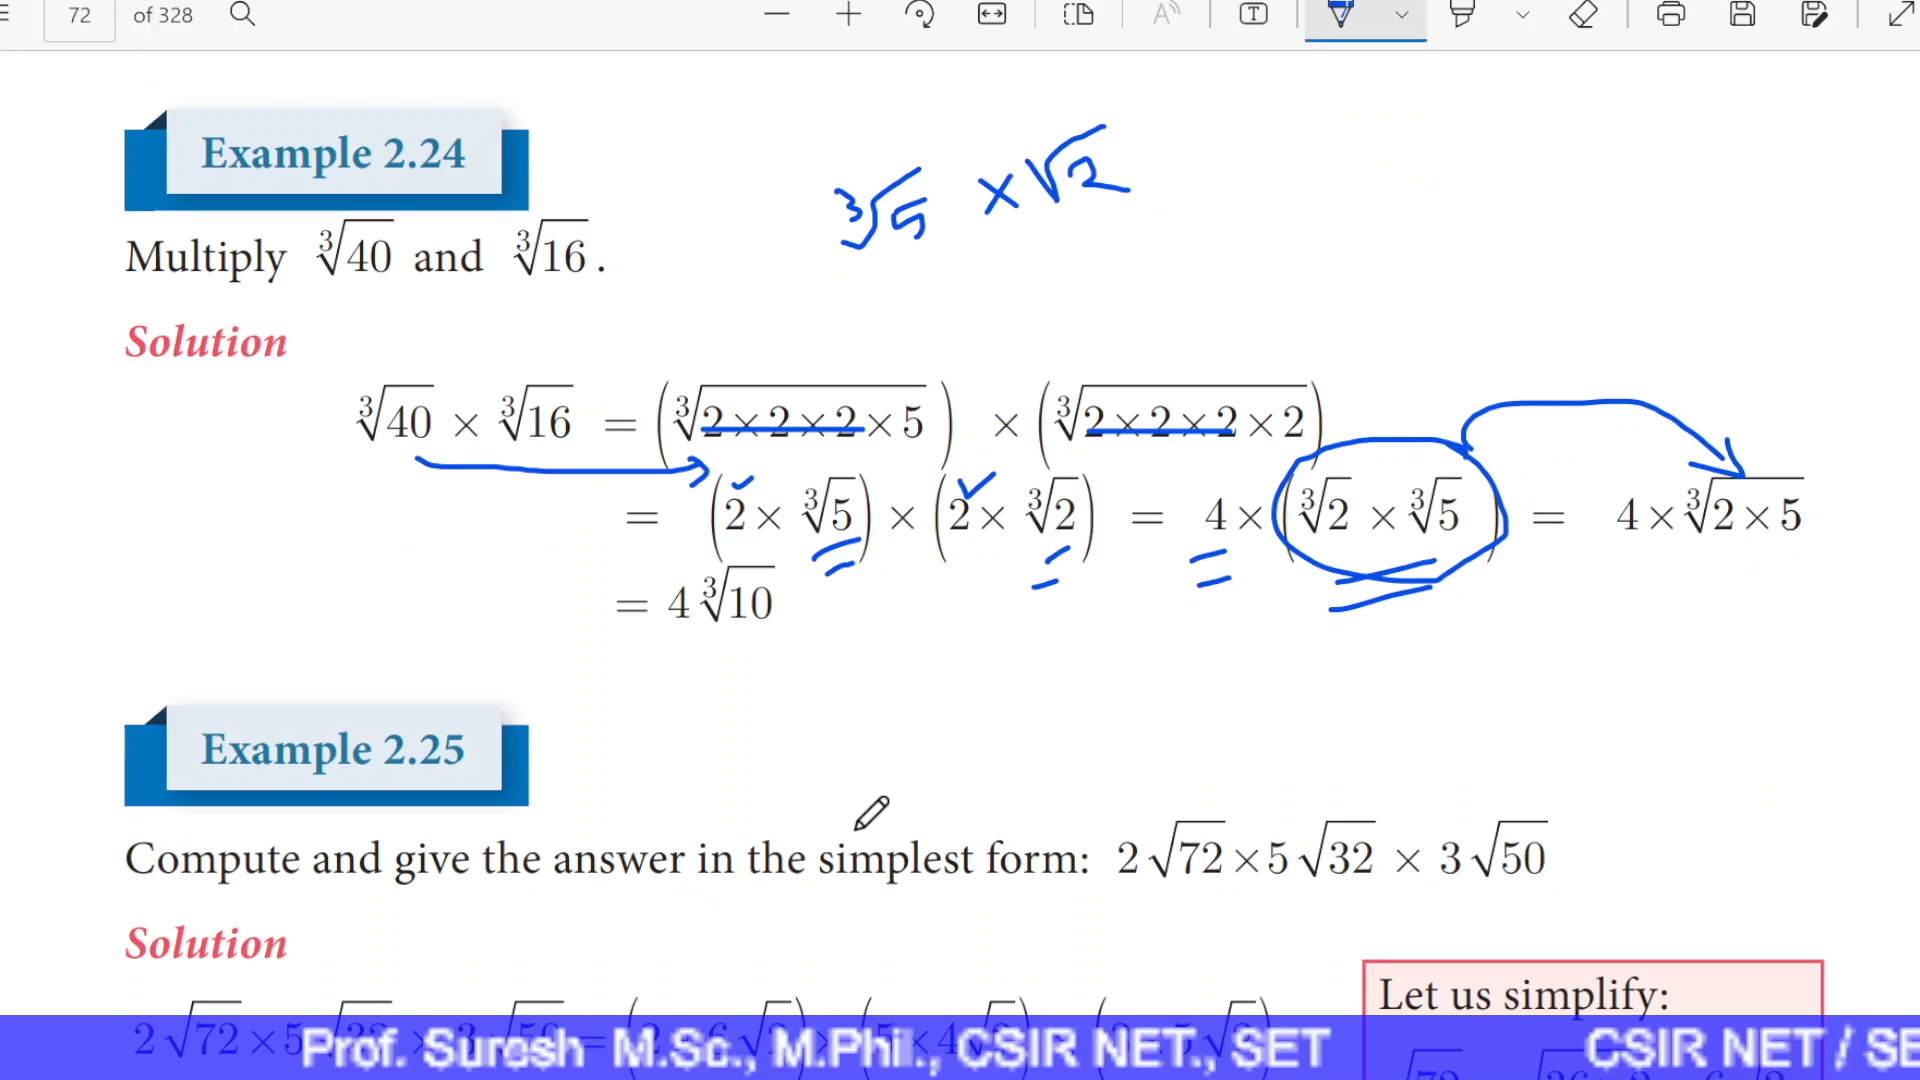 72 of 328
Example 2.24
∛5 × √2
Multiply ∛40 and ∛16.
Solution
∛40 × ∛16 = (∛(2×2×2×5)) × (∛(2×2×2×2))
= (2× ∛5) × (2× ∛2) = 4 × (∛2 × ∛5) = 4 × ∛(2×5)
= 4∛10
Example 2.25
Compute and give the answer in the simplest form: 2√72 × 5√32 × 3√50
Solution
Let us simplify:
Prof. Suresh M.Sc., M.Phil., CSIR NET., SET CSIR NET / SE